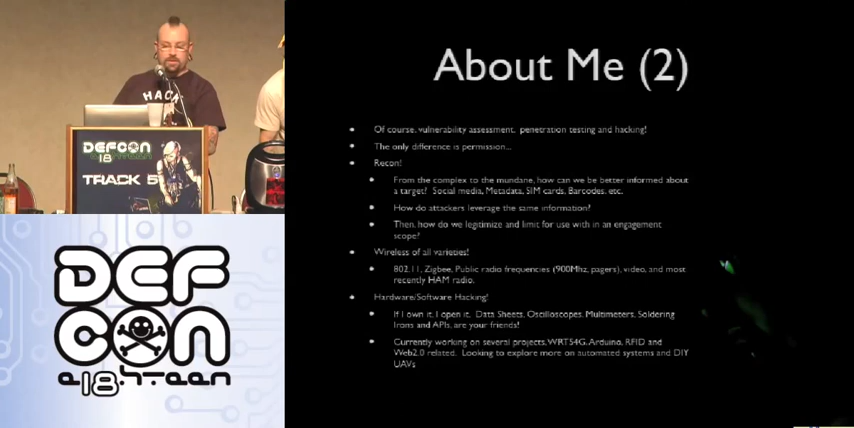 About Me (2)
Of course, vulnerability assessment, penetration testing and hacking!
The only difference is permission...
Recon!
From the complex to the mundane, how can we be better informed about
a target? Social media, Metadata, SIM cards, Barcodes, etc.
How do attackers leverage the same information?
Then, how do we legitimize and limit for use with in an engagement
scope?
Wireless of all varieties!
802.11, Zigbee, Public radio frequencies (900Mhz, pagers), video, and most
recently HAM radio.
Hardware/Software Hacking!
If I own it, I open it. Data Sheets, Oscilloscopes, Multimeters, Soldering
Irons and APIs, are your friends!
Currently working on several projects, WRT54G, Arduino, RFID and
Web2.0 related. Looking to explore more on automated systems and DIY
UAVs
HACK
DEFCON
18
TRACK 5
DEF
CON
e18hteen